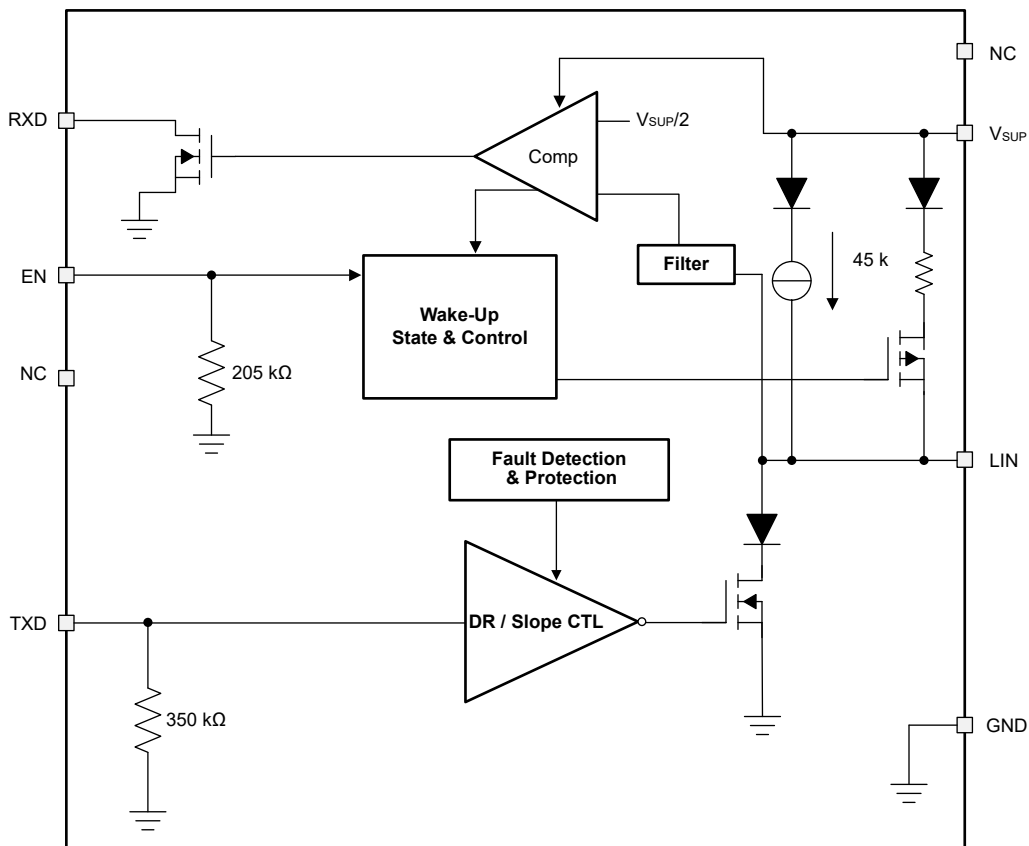 NC
RXD
VSUP/2
VSUP
Comp
Filter
45 k
EN
Wake-Up
State & Control
NC
205 kΩ
Fault Detection
& Protection
LIN
TXD
DR / Slope CTL
350 kΩ
GND